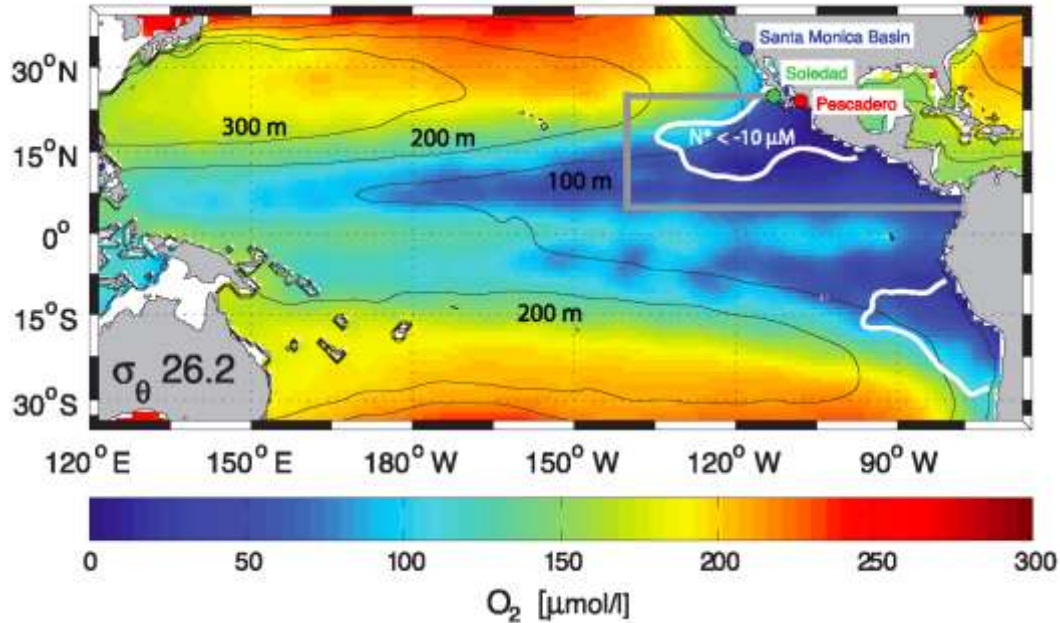 30° N
15° N
0°
15° S
30° S
Santa Monica Basin
Soledad
Pescadero
N* < -10 μM
300 m
200 m
100 m
200 m
σθ 26.2
120° E 150° E 180° W 150° W 120° W 90° W
0 50 100 150 200 250 300
O₂ [μmol/l]